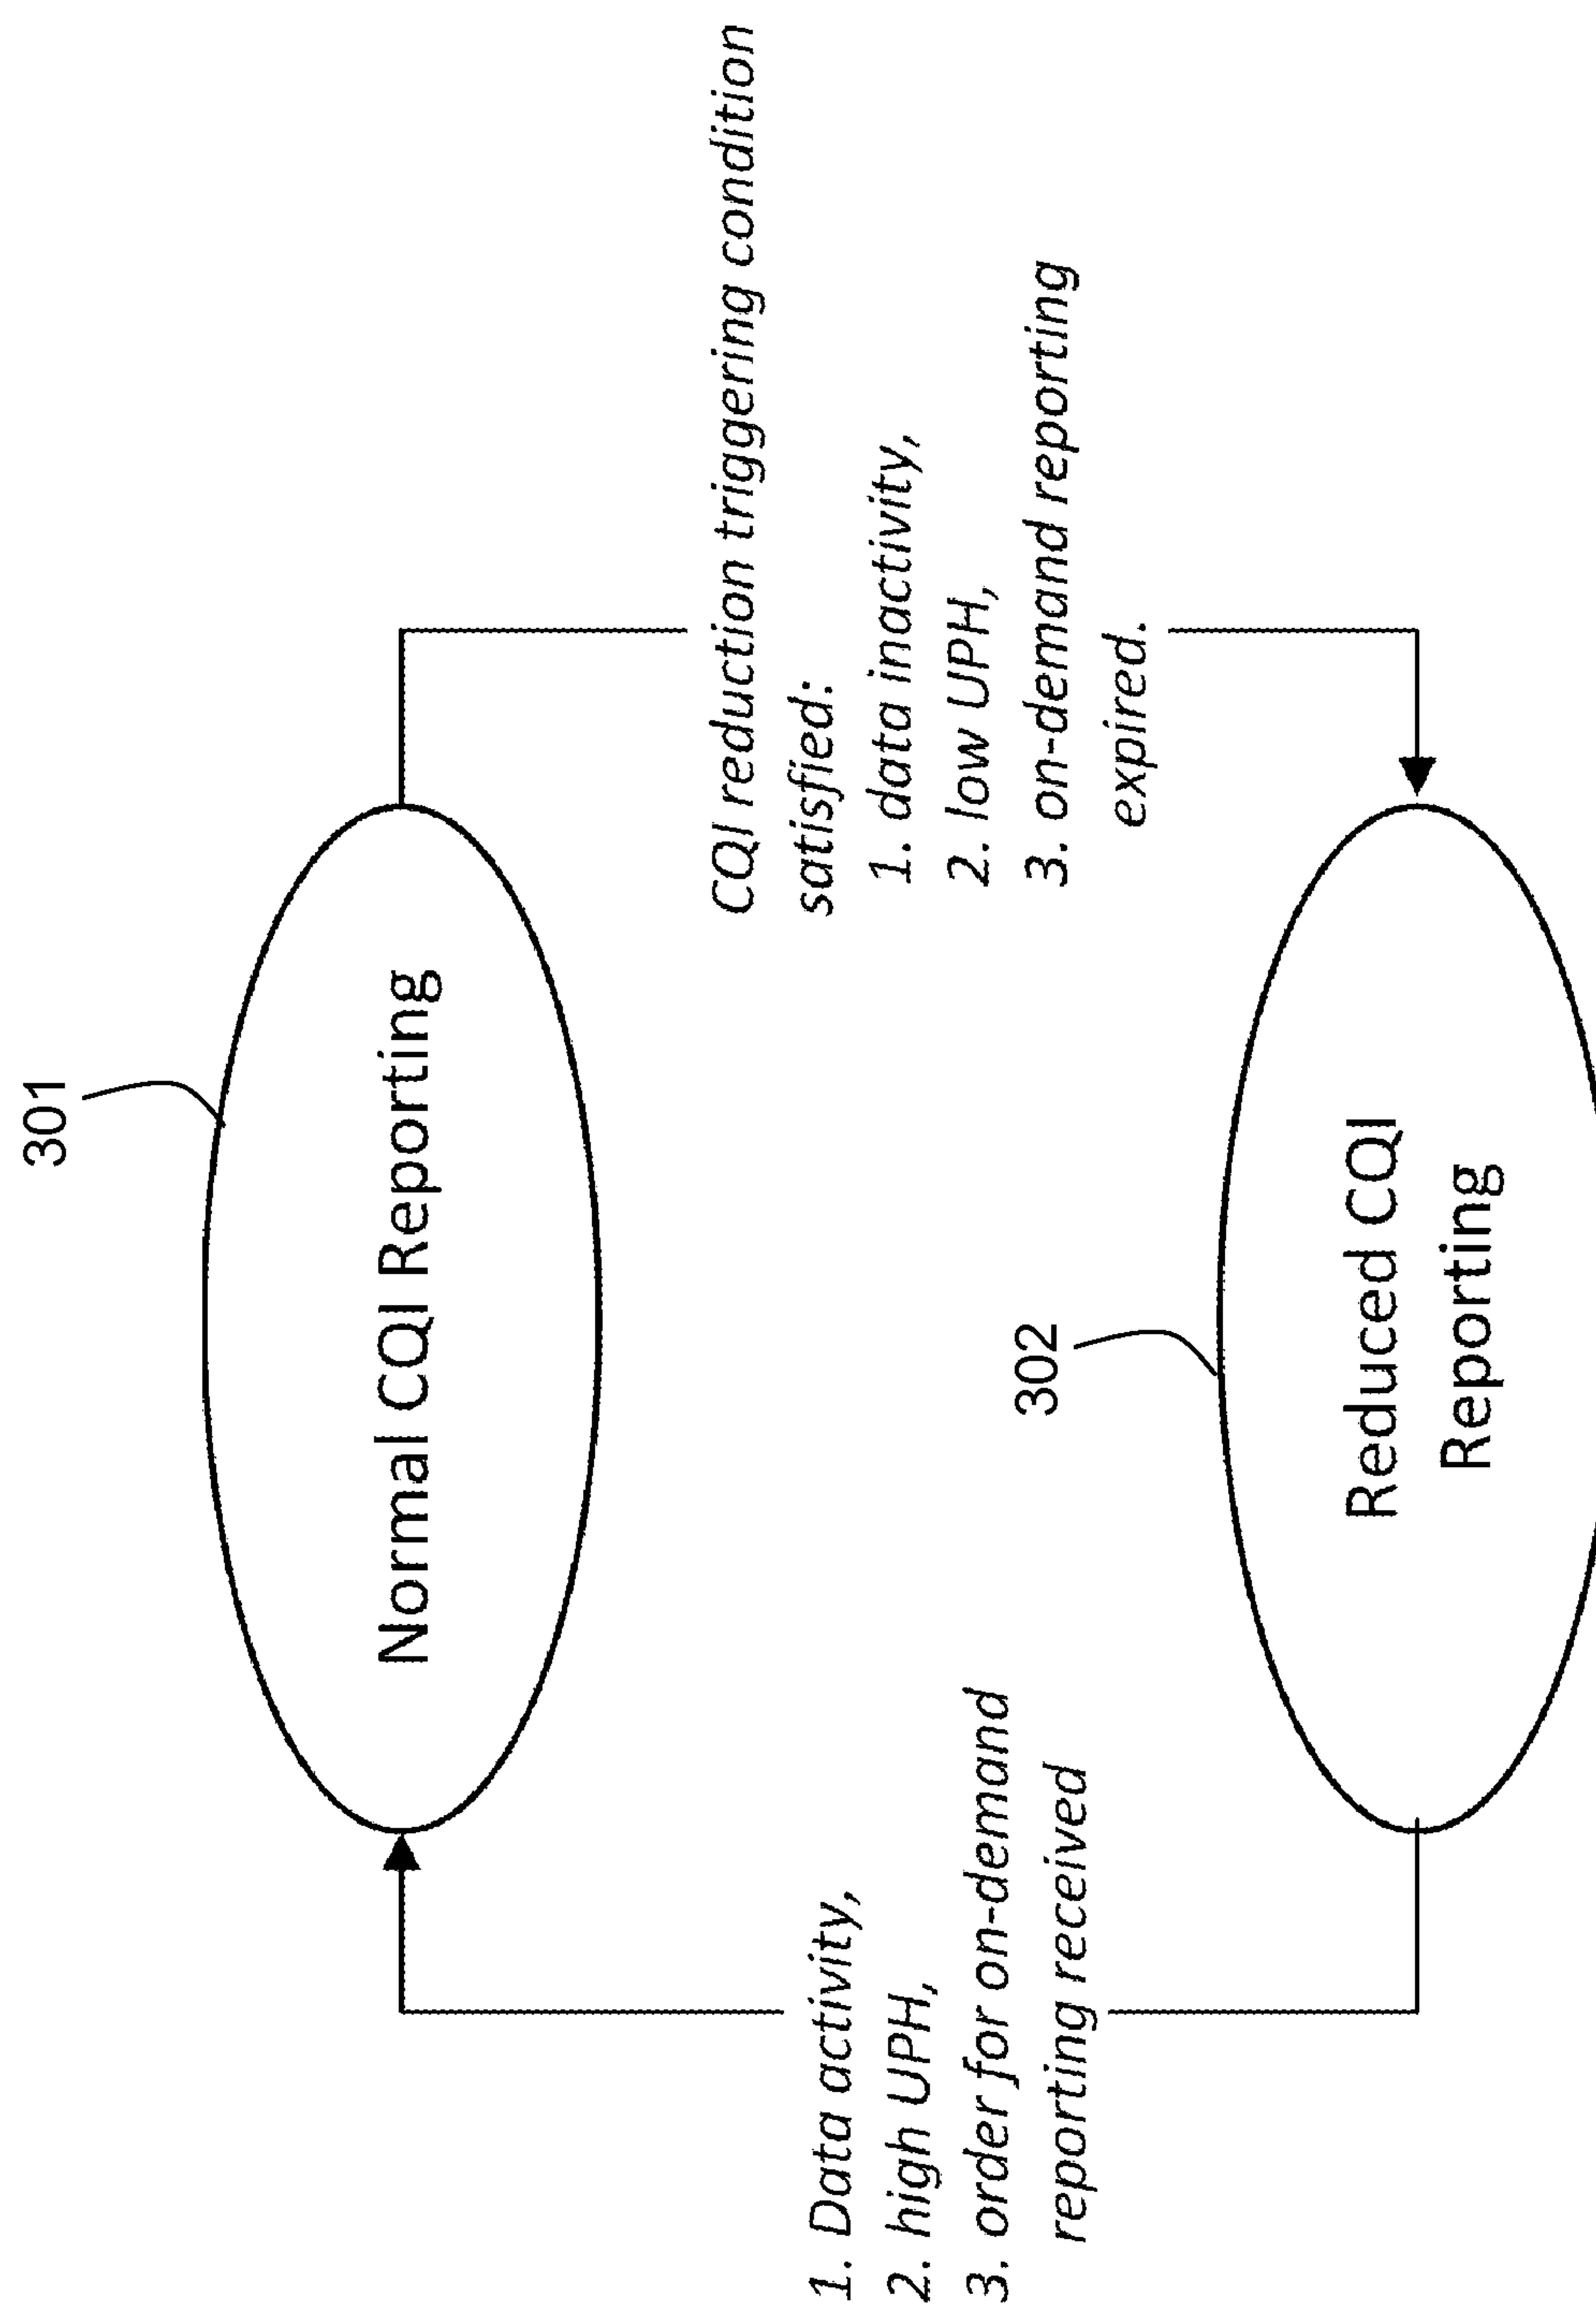 301
Normal CQI Reporting
CQI reduction triggering condition
satisfied:
1. data inactivity,
2. low UPH,
3. on-demand reporting
expired.
1. Data activity,
2. high UPH,
3. order for on-demand
reporting received
302
Reduced CQI
Reporting